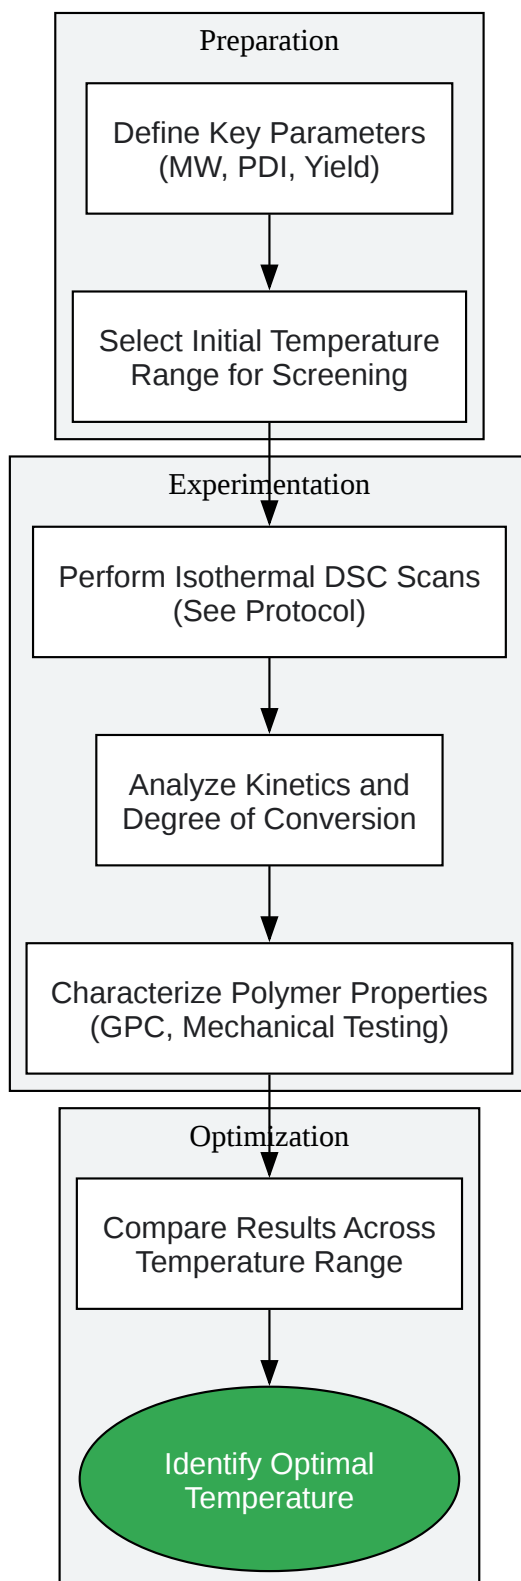 Preparation
Define Key Parameters
(MW, PDI, Yield)
Select Initial Temperature
Range for Screening
Experimentation
Perform Isothermal DSC Scans
(See Protocol)
Analyze Kinetics and
Degree of Conversion
Characterize Polymer Properties
(GPC, Mechanical Testing)
Optimization
Compare Results Across
Temperature Range
Identify Optimal
Temperature